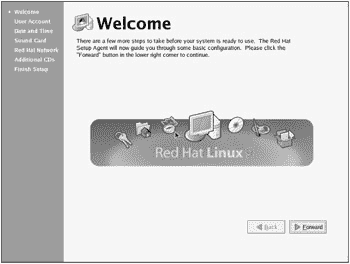 Welcome
User Account
Date and Time
Sound Card
Red Hat Network
Additional CDs
Finish Setup
Welcome
There are a few more steps to take before your system is ready to use. The Red Hat
Setup Agent will now guide you through some basic configuration. Please click the
"Forward" button in the lower right corner to continue.
Red Hat Linux
Back
Forward